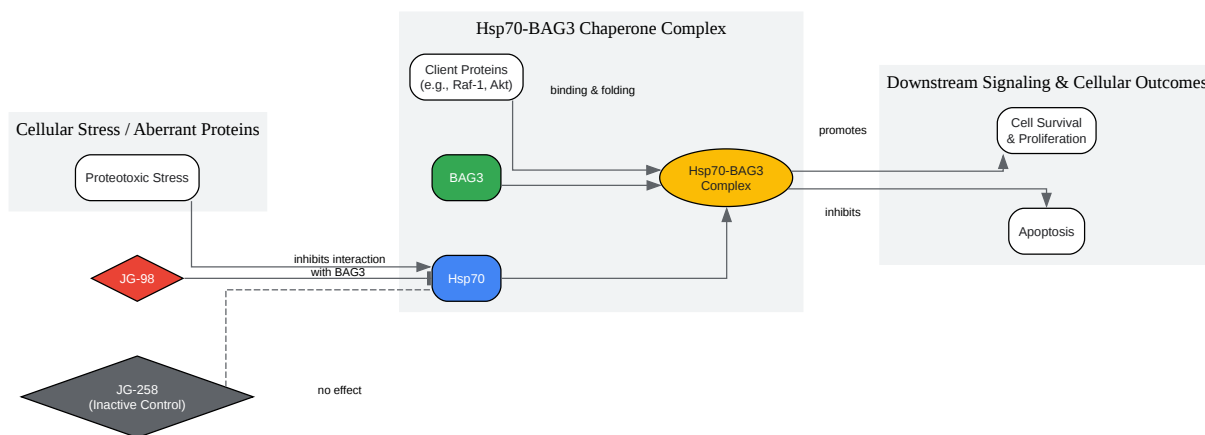 Hsp70-BAG3 Chaperone Complex
Client Proteins
(e.g., Raf-1, Akt)
binding & folding
Downstream Signaling & Cellular Outcomes
Cell Survival
& Proliferation
promotes
Cellular Stress / Aberrant Proteins
Proteotoxic Stress
BAG3
Hsp70-BAG3
Complex
inhibits
Apoptosis
inhibits interaction
with BAG3
JG-98
Hsp70
JG-258
(Inactive Control)
no effect